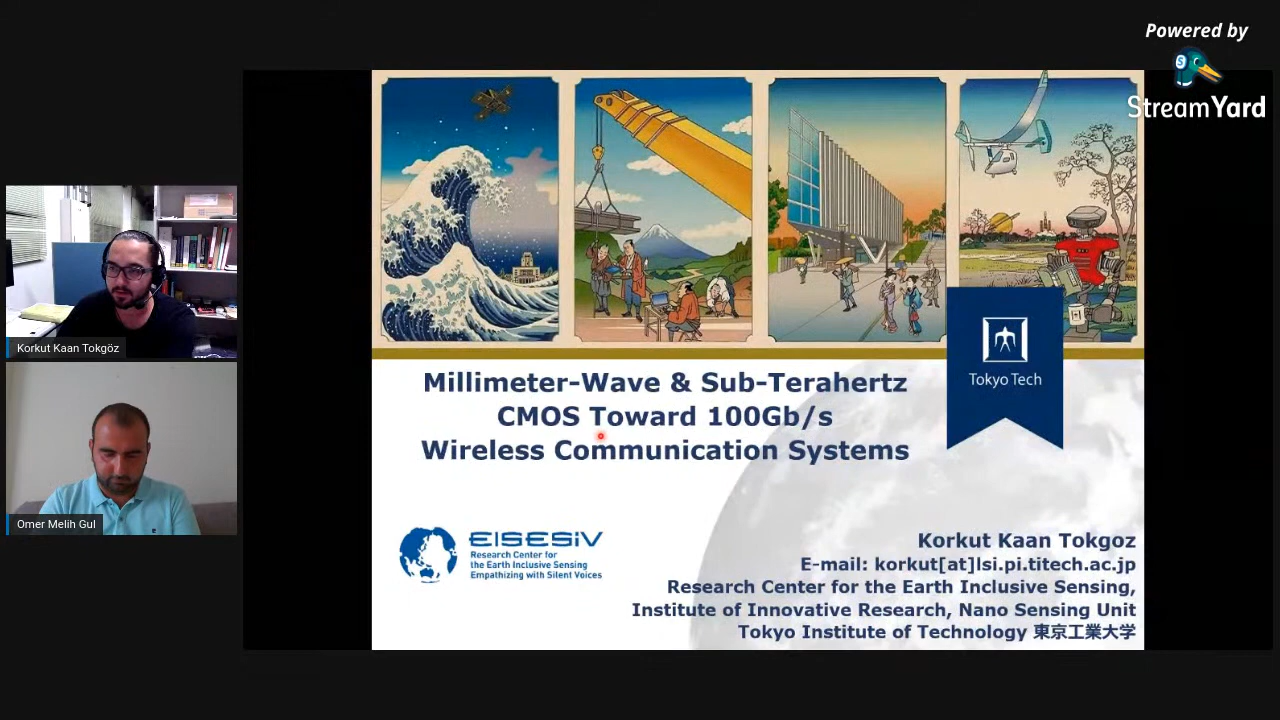 Powered by
StreamYard
Korkut Kaan Tokgöz
Omer Melih Gul
Tokyo Tech
Millimeter-Wave & Sub-Terahertz
CMOS Toward 100Gb/s
Wireless Communication Systems
EISESiV
Research Center for
the Earth Inclusive Sensing
Empathizing with Silent Voices
Korkut Kaan Tokgoz
E-mail: korkut[at]lsi.pi.titech.ac.jp
Research Center for the Earth Inclusive Sensing,
Institute of Innovative Research, Nano Sensing Unit
Tokyo Institute of Technology 東京工業大学